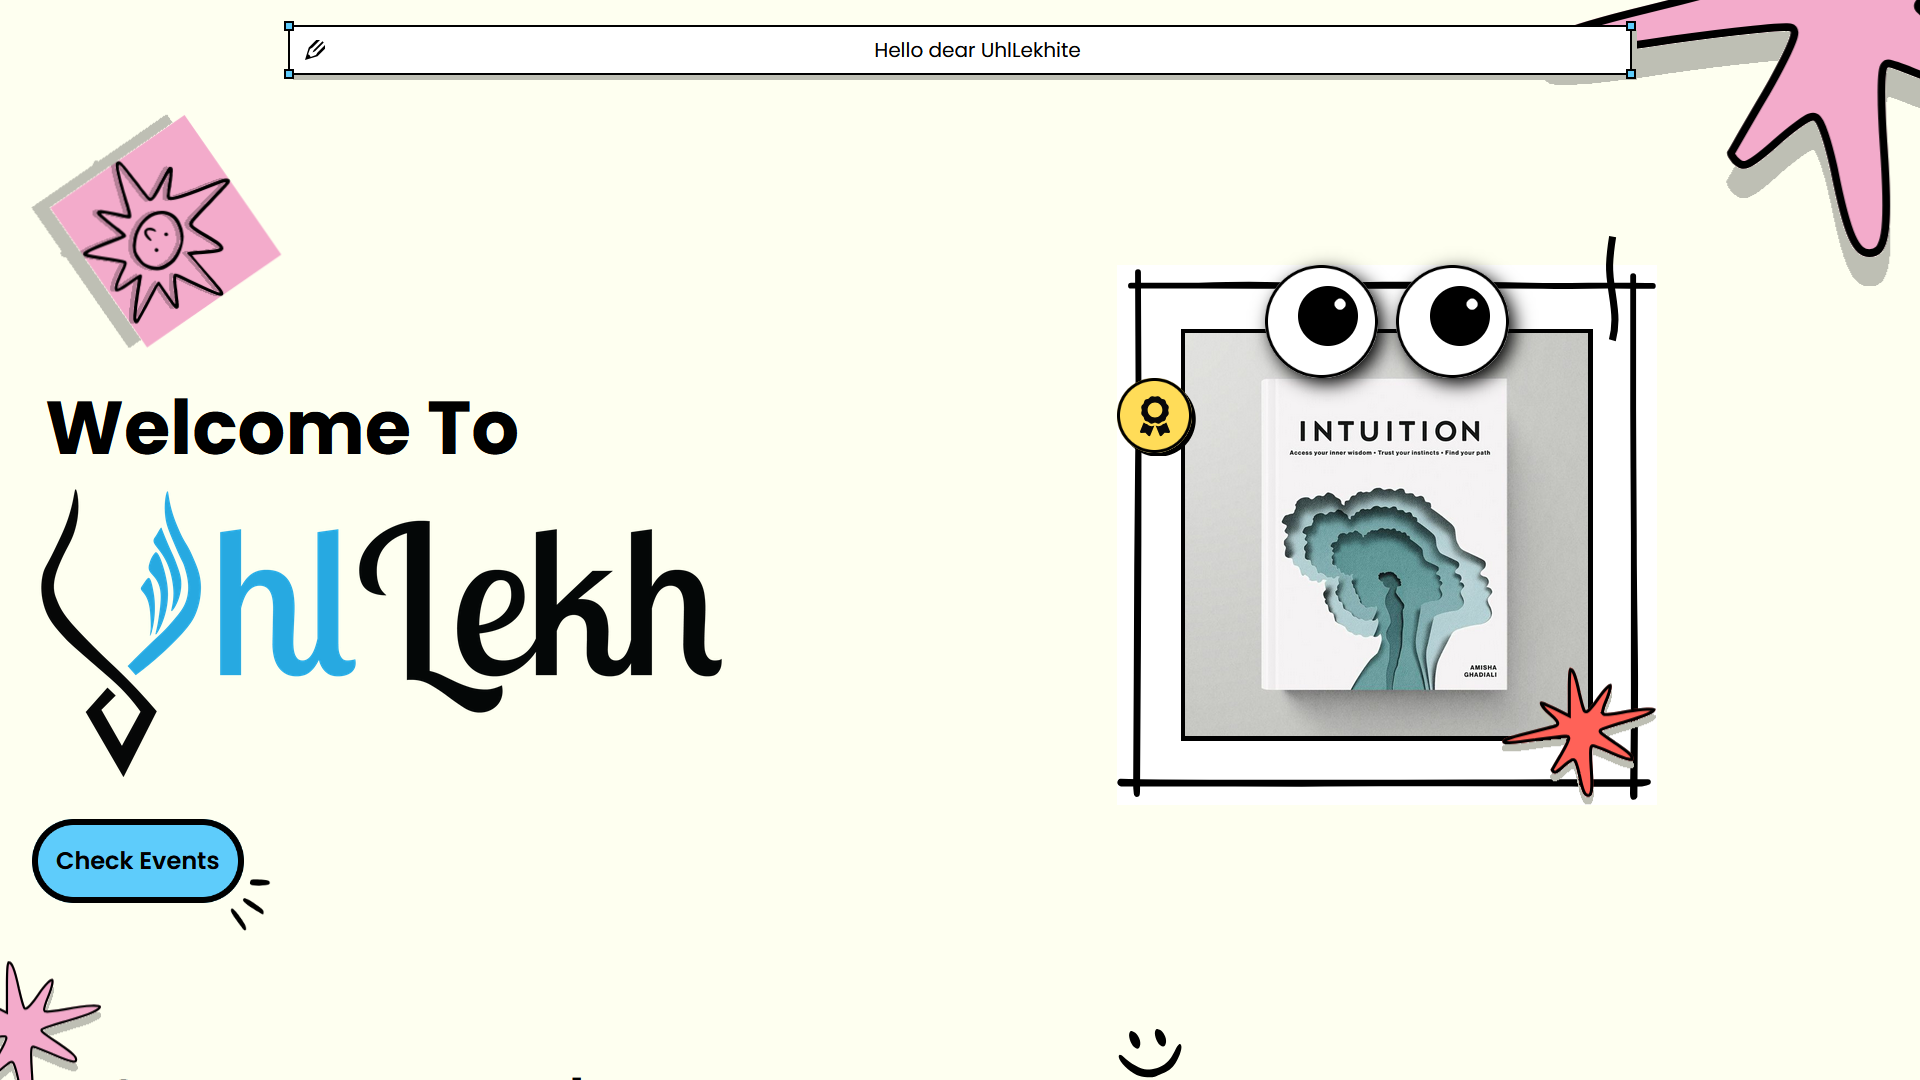 Hello dear UhlLekhite
Welcome To
UhlLekh
Check Events
INTUITION
Access your inner wisdom • Trust your instincts • Find your path
AMISHA
GHADIALI